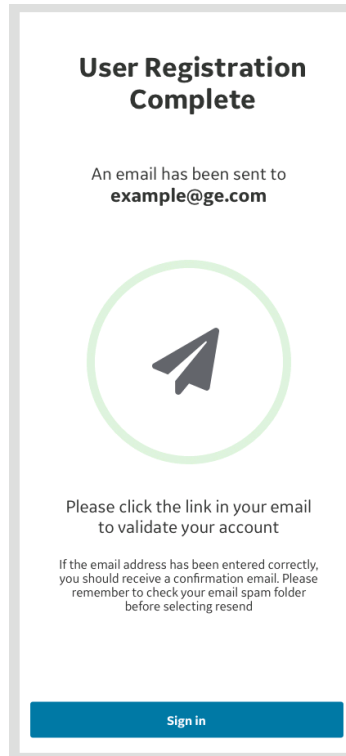 User Registration
Complete
An email has been sent to
example@ge.com
Please click the link in your email
to validate your account
If the email address has been entered correctly,
you should receive a confirmation email. Please
remember to check your email spam folder
before selecting resend
Sign in